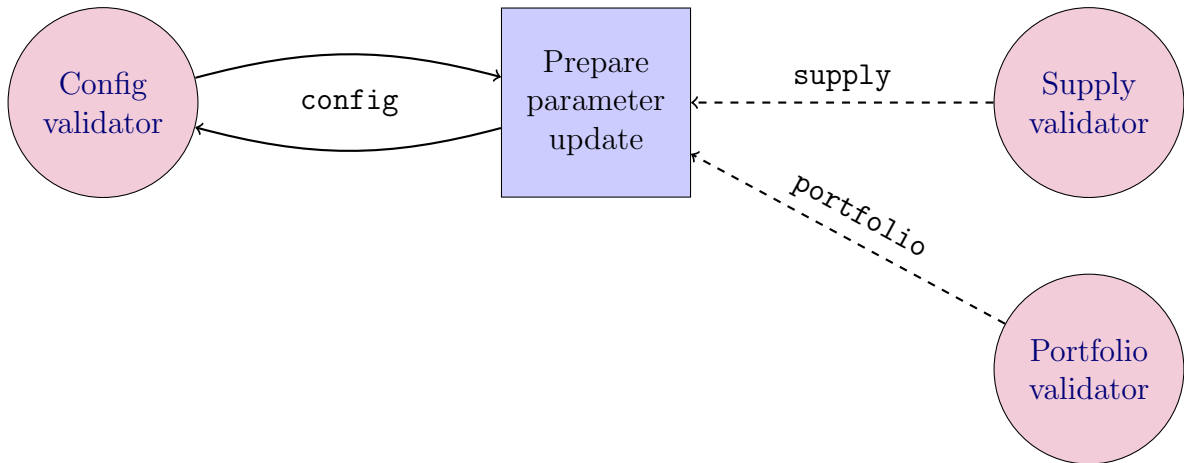 Config
validator
config
Prepare
parameter
update
supply
Supply
validator
portfolio
Portfolio
validator